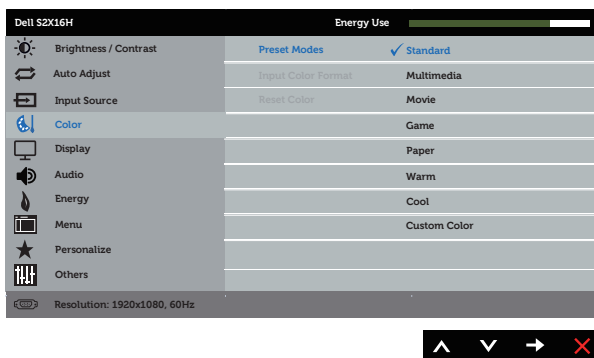 Dell S2X16H Energy Use
Brightness / Contrast Preset Modes Standard
Auto Adjust Input Color Format Multimedia
Input Source Reset Color Movie
Color Game
Display Paper
Audio Warm
Energy Cool
Menu Custom Color
Personalize
Others
Resolution: 1920x1080, 60Hz